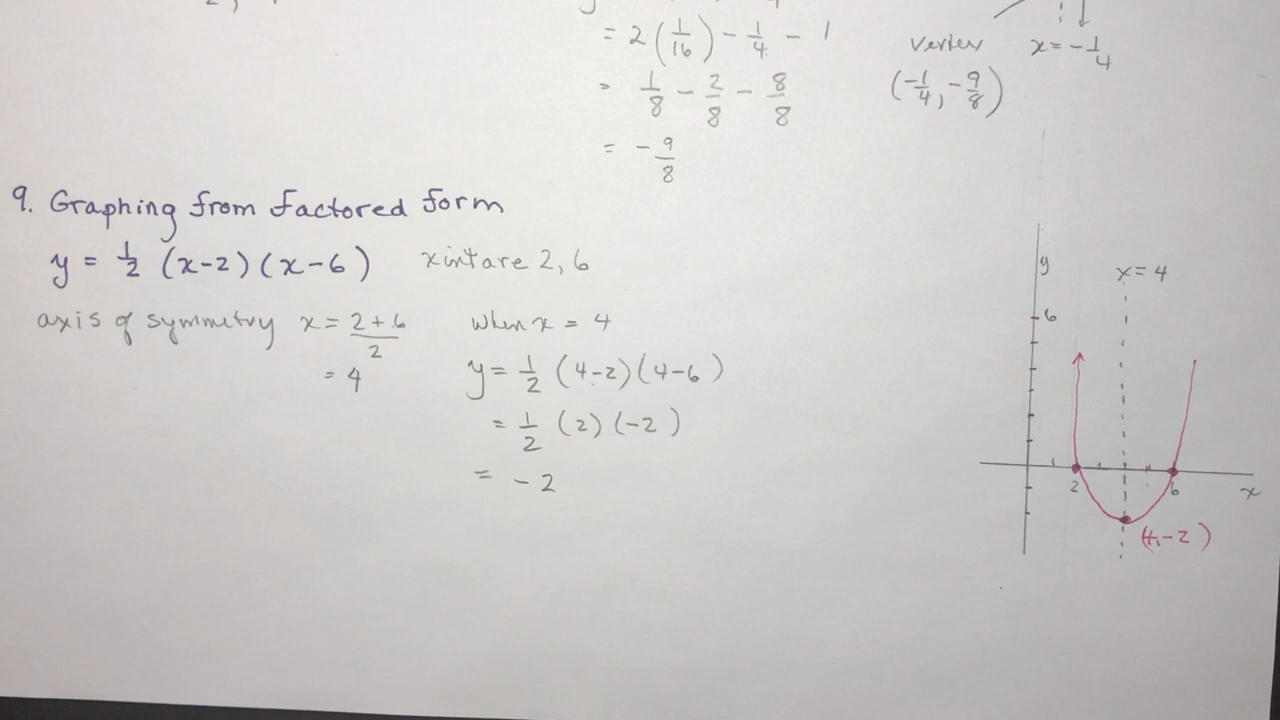 = 2 (1/16) - 1/4 - 1
= 1/8 - 2/8 - 8/8
= - 9/8
vertex x = -1/4
(-1/4, -9/8)
9. Graphing from factored form
y = 1/2 (x-2)(x-6) x int are 2, 6
axis of symmetry x = 2+6/2
= 4
when x = 4
y = 1/2 (4-2)(4-6)
= 1/2 (2)(-2)
= -2
y
x = 4
6
2 6 x
(4, -2)